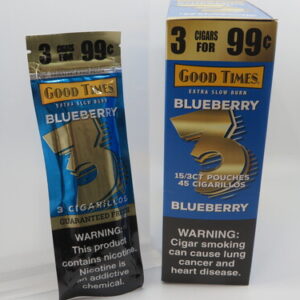 3 CIGARS FOR 99¢
GOOD TIMES
EXTRA SLOW BURN
BLUEBERRY
3
3 CIGARILLOS
GUARANTEED FRESH
WARNING:
This product
contains nicotine.
Nicotine is
an addictive
chemical.
3 CIGARS FOR 99¢
GOOD TIMES
EXTRA SLOW BURN
BLUEBERRY
3
15/3CT POUCHES
45 CIGARILLOS
BLUEBERRY
WARNING:
Cigar smoking
can cause lung
cancer and
heart disease.